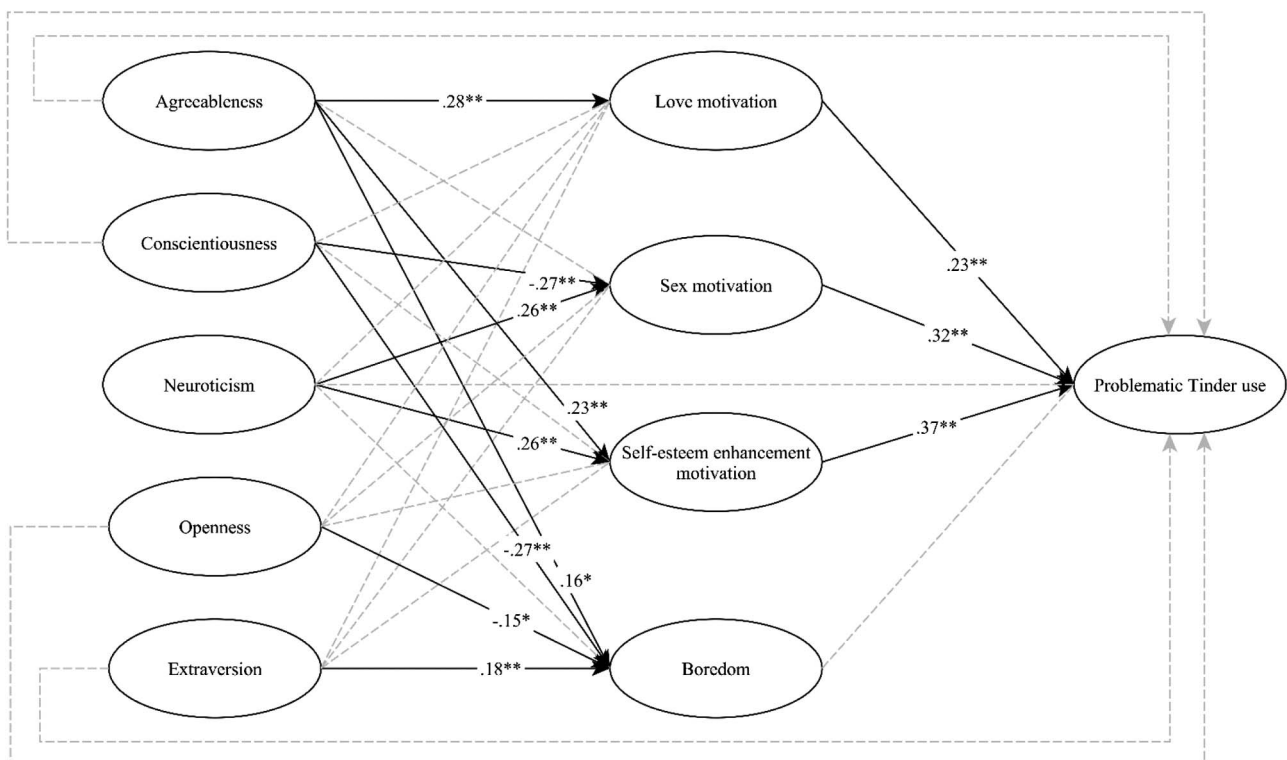 Agreeableness
.28**
Love motivation
Conscientiousness
.23**
-.27**
Sex motivation
.26**
.32**
Neuroticism
Problematic Tinder use
.23**
.37**
.26**
Self-esteem enhancement
motivation
Openness
-.27**
.16*
-.15*
Extraversion
.18**
Boredom